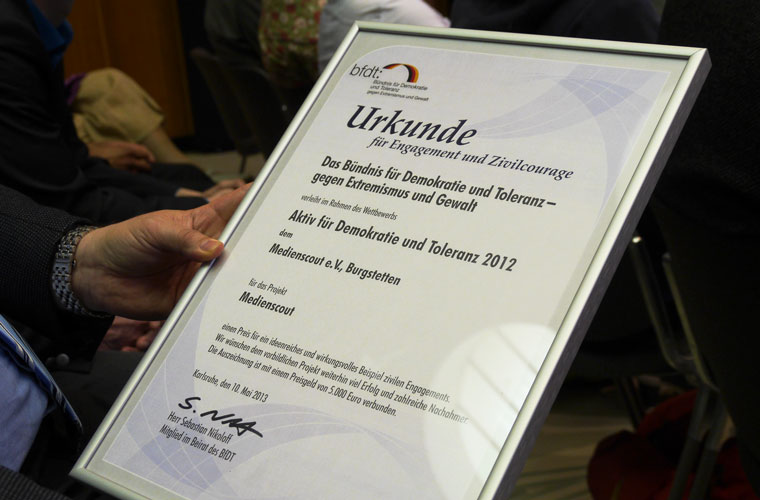 bfdt:
Bündnis für Demokratie
und Toleranz
gegen Extremismus und Gewalt
Urkunde
für Engagement und Zivilcourage
Das Bündnis für Demokratie und Toleranz–
gegen Extremismus und Gewalt
verleiht im Rahmen des Wettbewerbs
Aktiv für Demokratie und Toleranz 2012
dem
Medienscout e.V., Burgstetten
für das Projekt
Medienscout
einen Preis für ein ideenreiches und wirkungsvolles Beispiel zivilen Engagements.
Wir wünschen dem vorbildlichen Projekt weiterhin viel Erfolg und zahlreiche Nachahmer
Die Auszeichnung ist mit einem Preisgeld von 5.000 Euro verbunden.
Karlsruhe, den 10. Mai 2013
Herr Sebastian Nikoloff
Mitglied im Beirat des BfDT